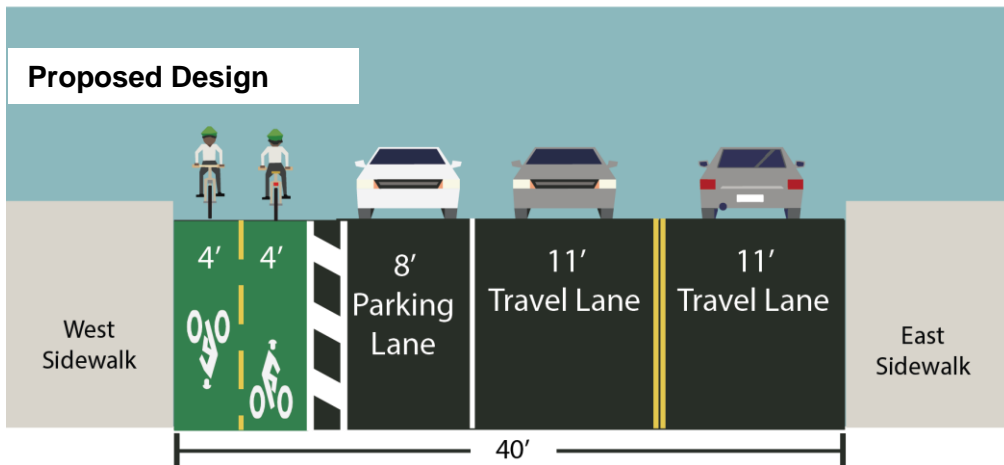 Proposed Design
4’
4’
8’
Parking
Lane
11’
Travel Lane
11’
Travel Lane
West
Sidewalk
East
Sidewalk
40’